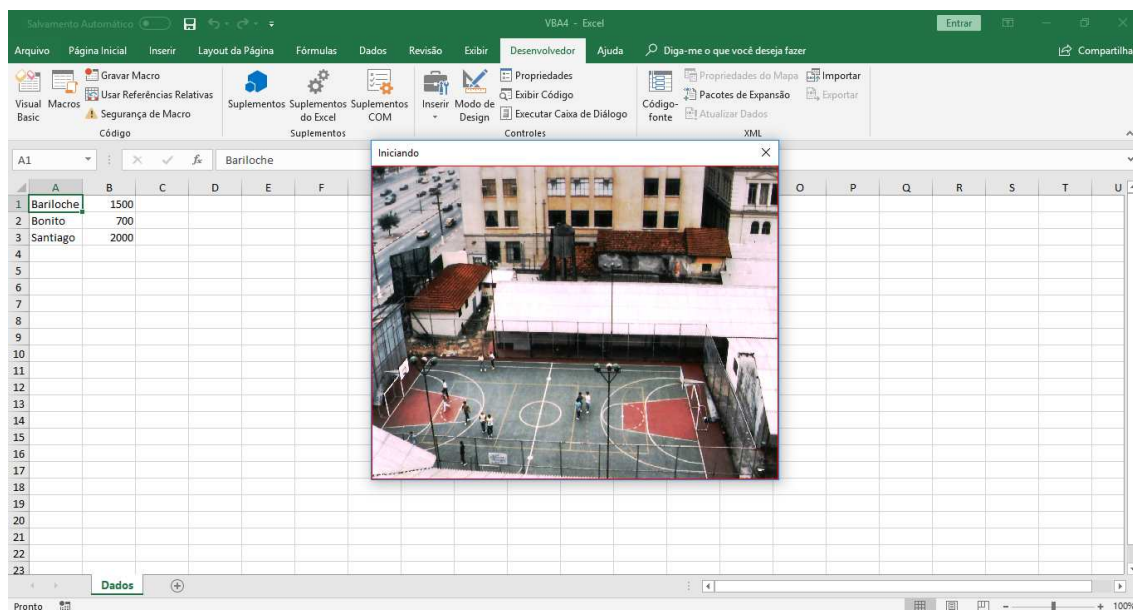 Salvamento Automático
VBA4 - Excel
Entrar
Arquivo Página Inicial Inserir Layout da Página Fórmulas Dados Revisão Exibir Desenvolvedor Ajuda Diga-me o que você deseja fazer Compartilha
Visual Basic
Macros
Gravar Macro
Usar Referências Relativas
Segurança de Macro
Código
Suplementos
Suplementos do Excel
Suplementos COM
Suplementos
Inserir
Modo de Design
Propriedades
Exibir Código
Executar Caixa de Diálogo
Controles
Código-fonte
Propriedades do Mapa
Pacotes de Expansão
Atualizar Dados
Importar
Exportar
XML
A1 fx Bariloche
Iniciando
A B C D E F O P Q R S T U
1 Bariloche 1500
2 Bonito 700
3 Santiago 2000
4
5
6
7
8
9
10
11
12
13
14
15
16
17
18
19
20
21
22
23
Dados
Pronto
100%